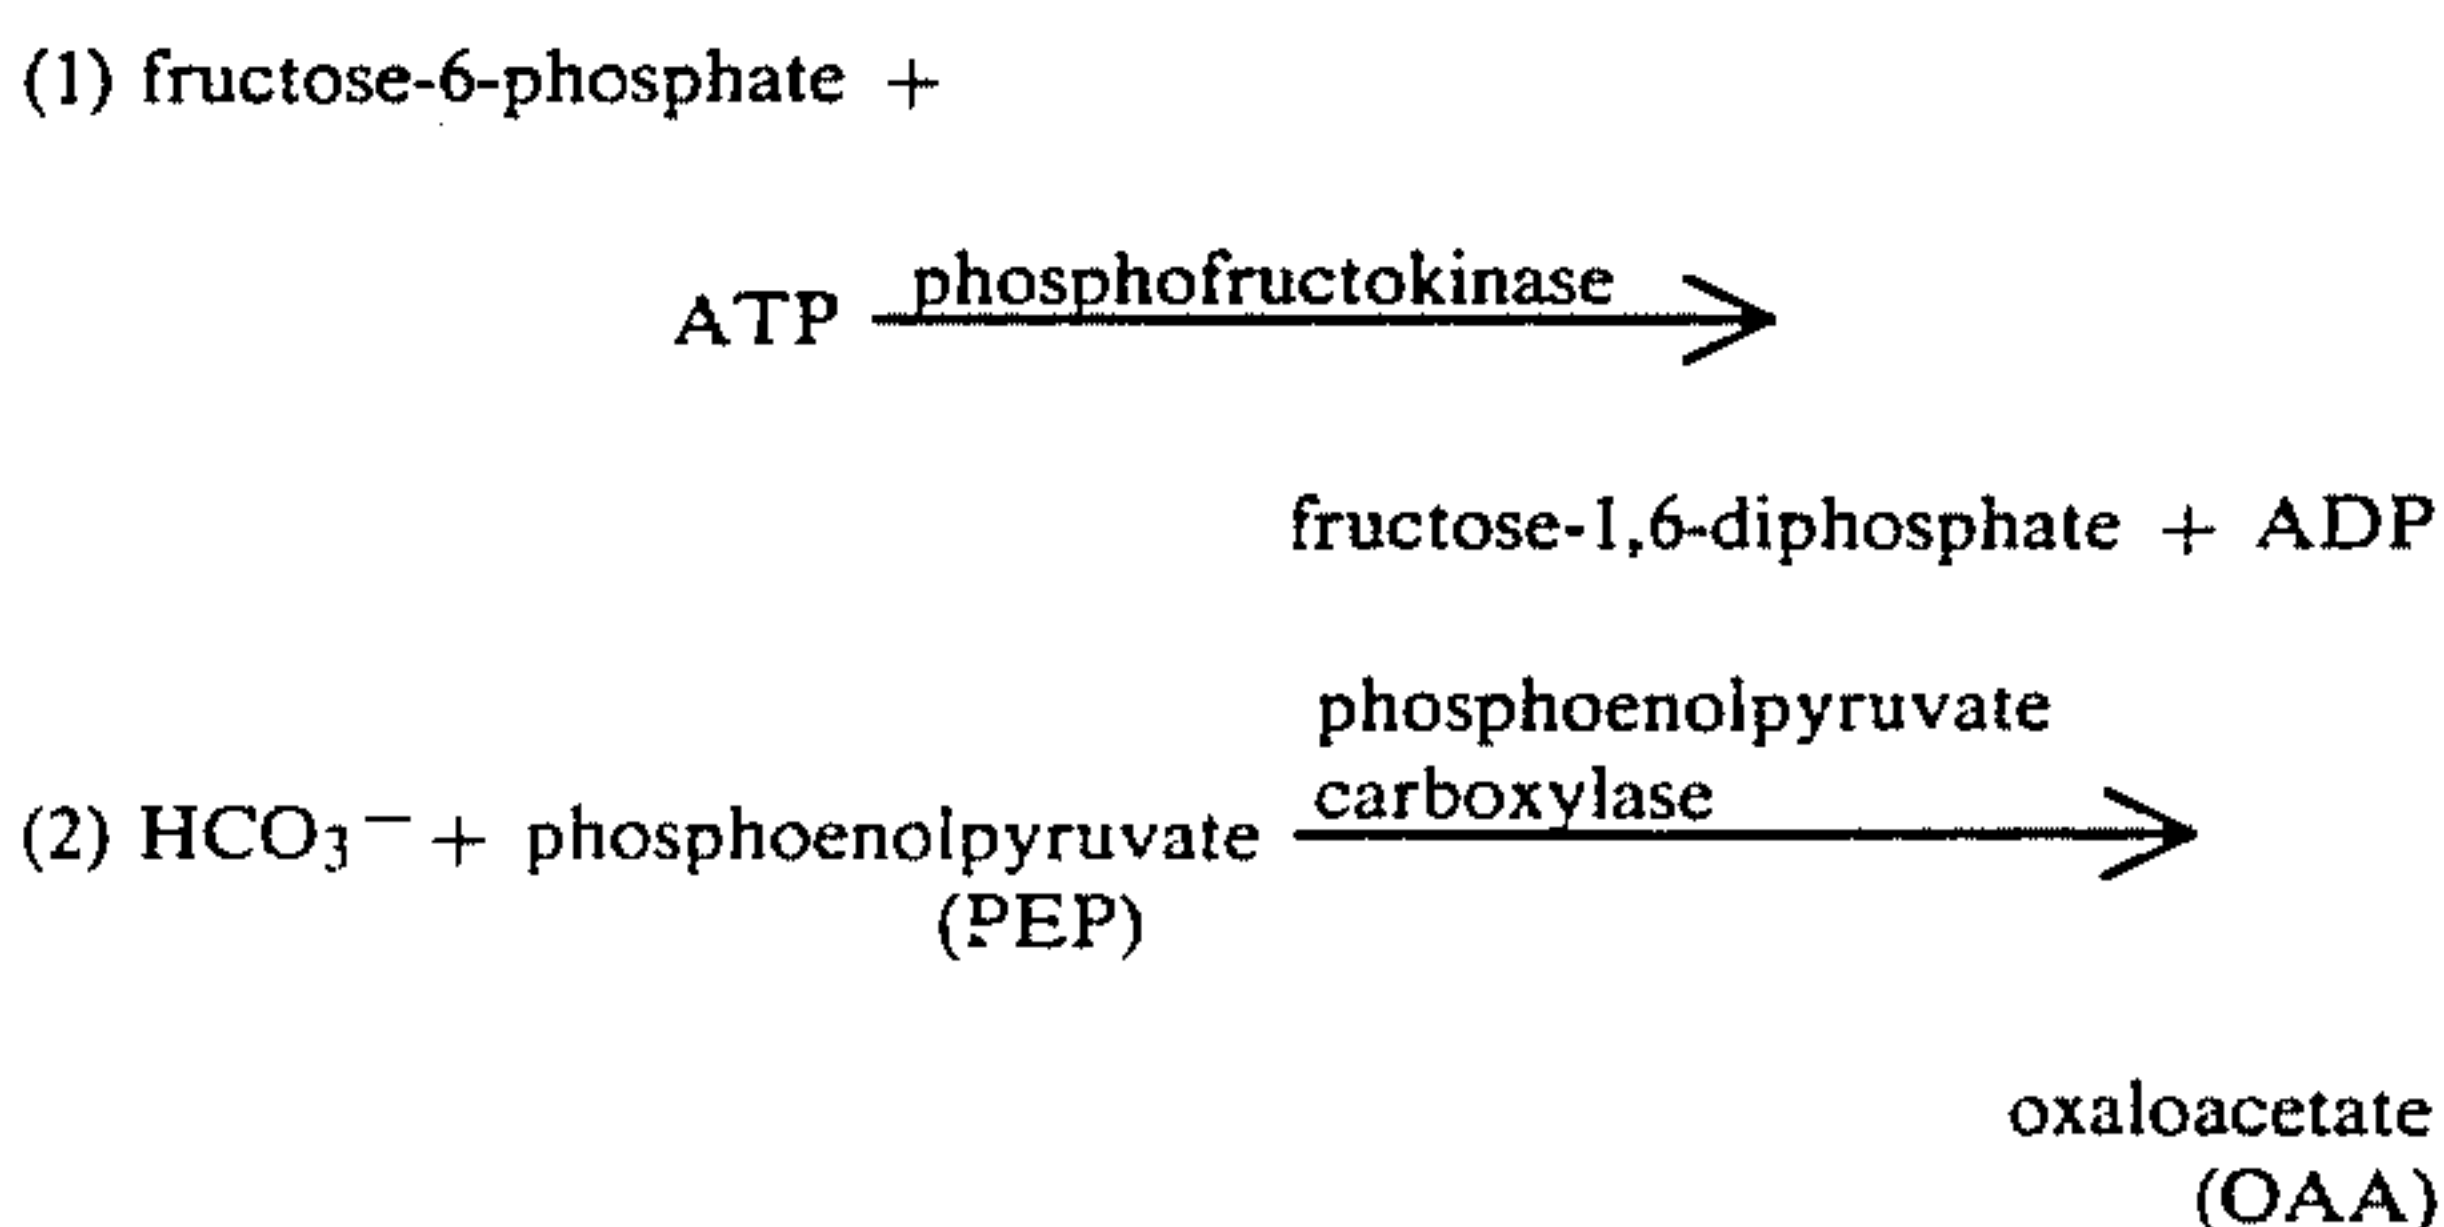 (1) fructose-6-phosphate +
phosphofructokinase
ATP
fructose-1,6-diphosphate + ADP
phosphoenolpyruvate
carboxylase
(2) HCO₃⁻ + phosphoenolpyruvate
(PEP)
oxaloacetate
(OAA)